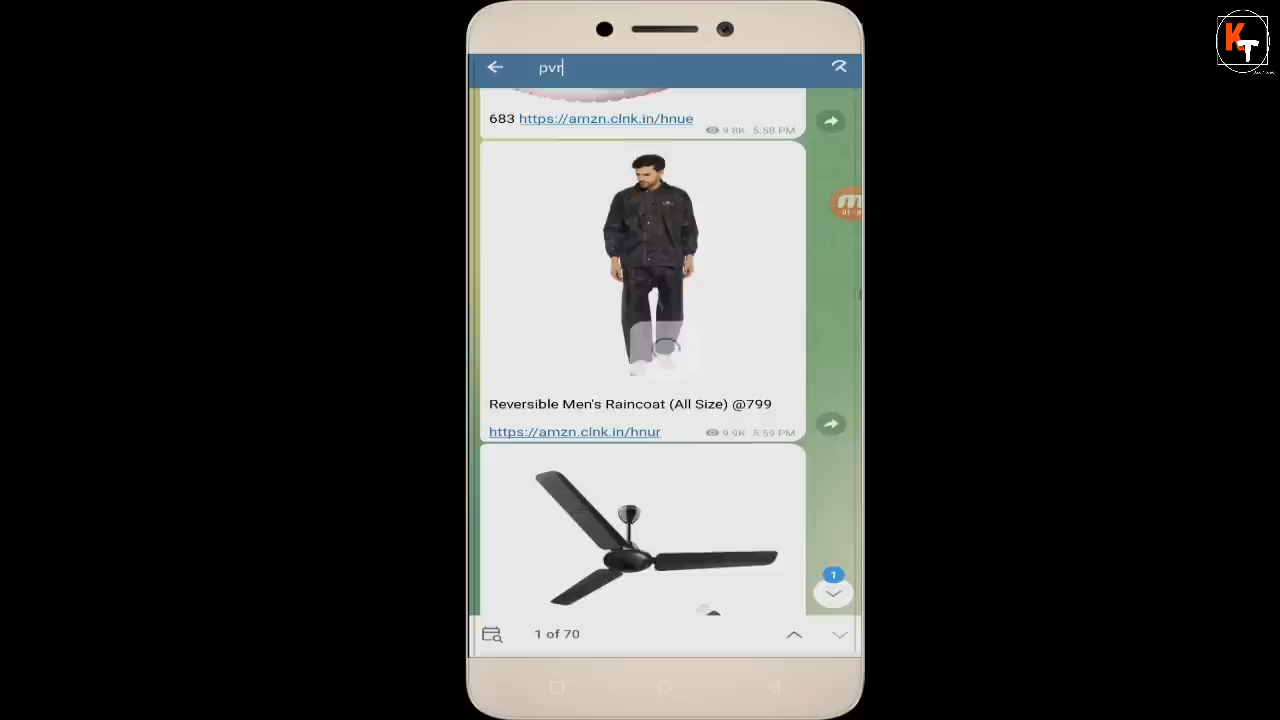 KT
pvr
683 https://amzn.clnk.in/hnue
9.8K 5:58 PM
Reversible Men's Raincoat (All Size) @799
https://amzn.clnk.in/hnur
9.9K 5:59 PM
1
1 of 70